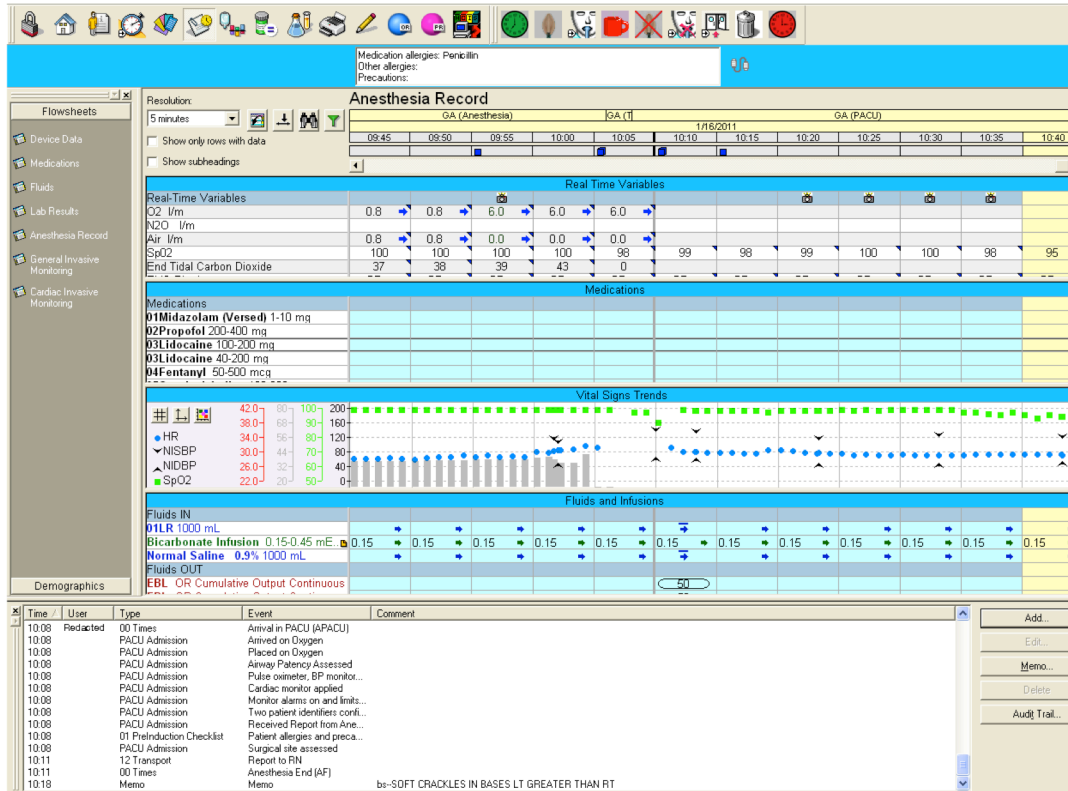 OR
PR
Medication allergies: Penicillin
Other allergies:
Precautions:
Flowsheets
Device Data
Medications
Fluids
Lab Results
Anesthesia Record
General Invasive
Monitoring
Cardiac Invasive
Monitoring
Demographics
Resolution:
5 minutes
Show only rows with data
Show subheadings
Anesthesia Record
GA (Anesthesia) GA (T GA (PACU)
1/16/2011
09:45 09:50 09:55 10:00 10:05 10:10 10:15 10:20 10:25 10:30 10:35 10:40
Real Time Variables
Real-Time Variables
O2 l/m 0.8 0.8 6.0 6.0 6.0
N2O l/m
Air l/m 0.8 0.8 0.0 0.0 0.0
SpO2 100 100 100 100 98 99 98 99 100 100 98 95
End Tidal Carbon Dioxide 37 38 39 43 0
Medications
Medications
01Midazolam (Versed) 1-10 mg
02Propofol 200-400 mg
03Lidocaine 100-200 mg
03Lidocaine 40-200 mg
04Fentanyl 50-500 mcg
Vital Signs Trends
42.0 80 100 200
38.0 68 90 160
HR 34.0 56 80 120
NISBP 30.0 44 70 80
NIDBP 26.0 32 60 40
SpO2 22.0 20 50 0
Fluids and Infusions
Fluids IN
01LR 1000 mL
Bicarbonate Infusion 0.15-0.45 mE.. 0.15 0.15 0.15 0.15 0.15 0.15 0.15 0.15 0.15 0.15 0.15 0.15
Normal Saline 0.9% 1000 mL
Fluids OUT
EBL OR Cumulative Output Continuous 50
Time / User Type Event Comment
10:08 Redacted 00 Times Arrival in PACU (APACU)
10:08 PACU Admission Arrived on Oxygen
10:08 PACU Admission Placed on Oxygen
10:08 PACU Admission Airway Patency Assessed
10:08 PACU Admission Pulse oximeter, BP monitor...
10:08 PACU Admission Cardiac monitor applied
10:08 PACU Admission Monitor alarms on and limits...
10:08 PACU Admission Two patient identifiers confi...
10:08 PACU Admission Received Report from Ane...
10:08 01 PreInduction Checklist Patient allergies and preca...
10:08 PACU Admission Surgical site assessed
10:11 12 Transport Report to RN
10:11 00 Times Anesthesia End (AF)
10:18 Memo Memo bs--SOFT CRACKLES IN BASES LT GREATER THAN RT
Add...
Edit...
Memo...
Delete
Audit Trail...